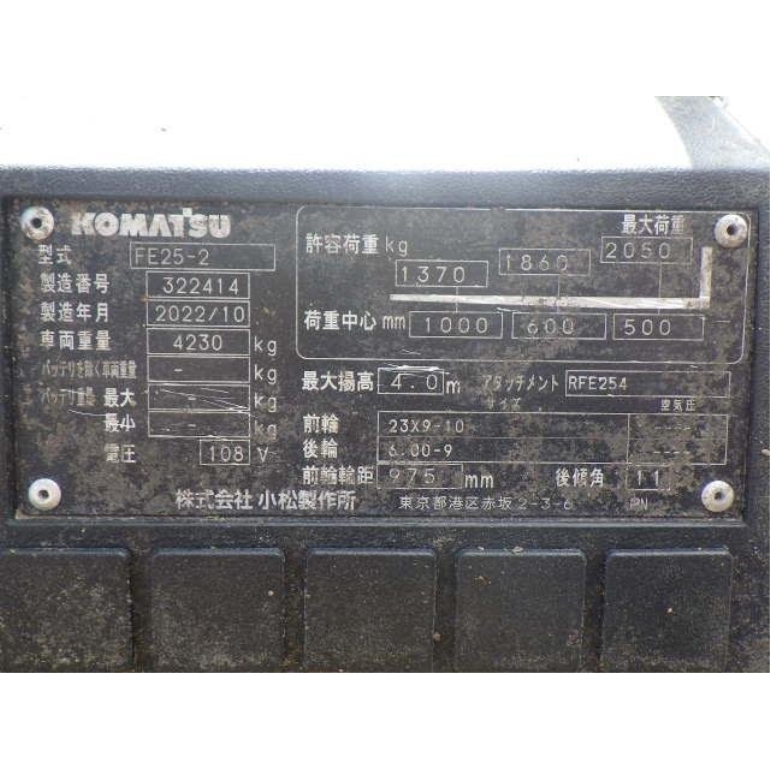 KOMATSU
型式 FE25-2
製造番号 322414
製造年月 2022/10
車両重量 4230 kg
バッテリを除く車両重量 - kg
バッテリ重量 最大 - kg
最小 - kg
電圧 108 V
最大荷重
許容荷重 kg 1370 1860 2050
荷重中心 mm 1000 600 500
最大揚高 4.0 m アタッチメント RFE254
サイズ 空気圧
前輪 23X9-10 ----
後輪 6.00-9 ----
前輪輪距 975 mm 後傾角 11
株式会社 小松製作所 東京都港区赤坂 2-3-6